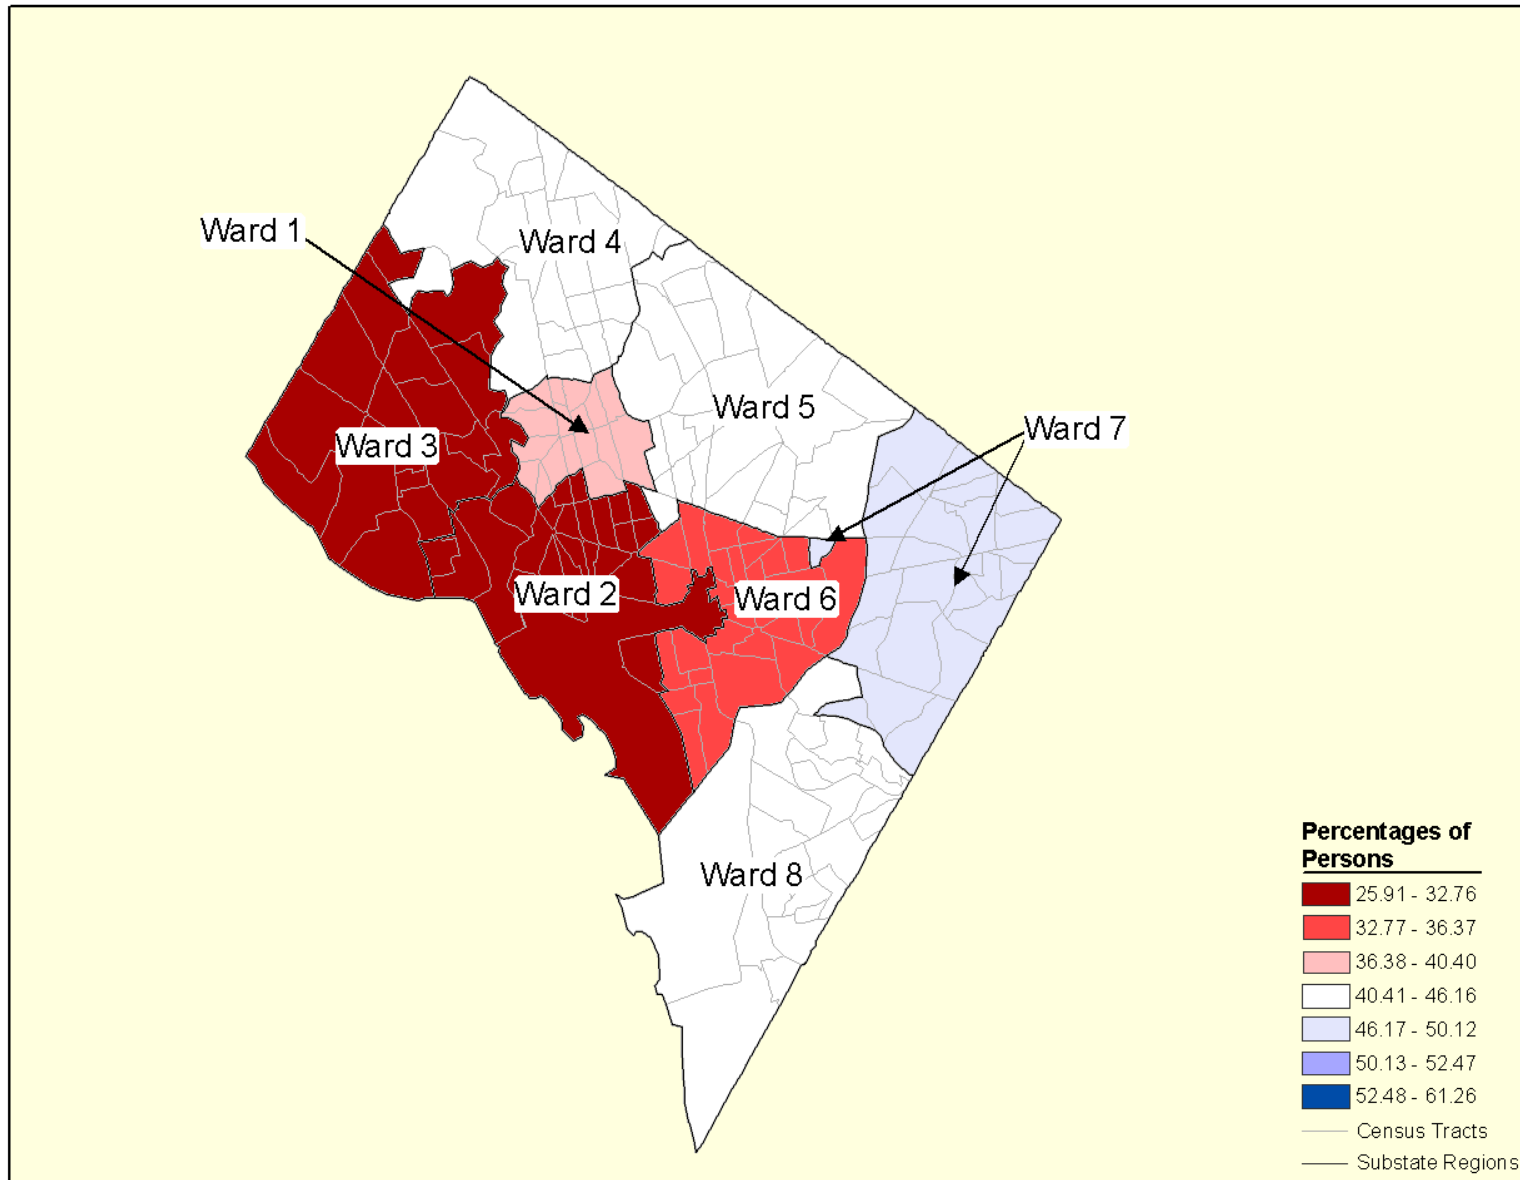 Ward 1
Ward 4
Ward 5
Ward 7
Ward 3
Ward 2
Ward 6
Ward 8
Percentages of
Persons
25.91 - 32.76
32.77 - 36.37
36.38 - 40.40
40.41 - 46.16
46.17 - 50.12
50.13 - 52.47
52.48 - 61.26
Census Tracts
Substate Regions